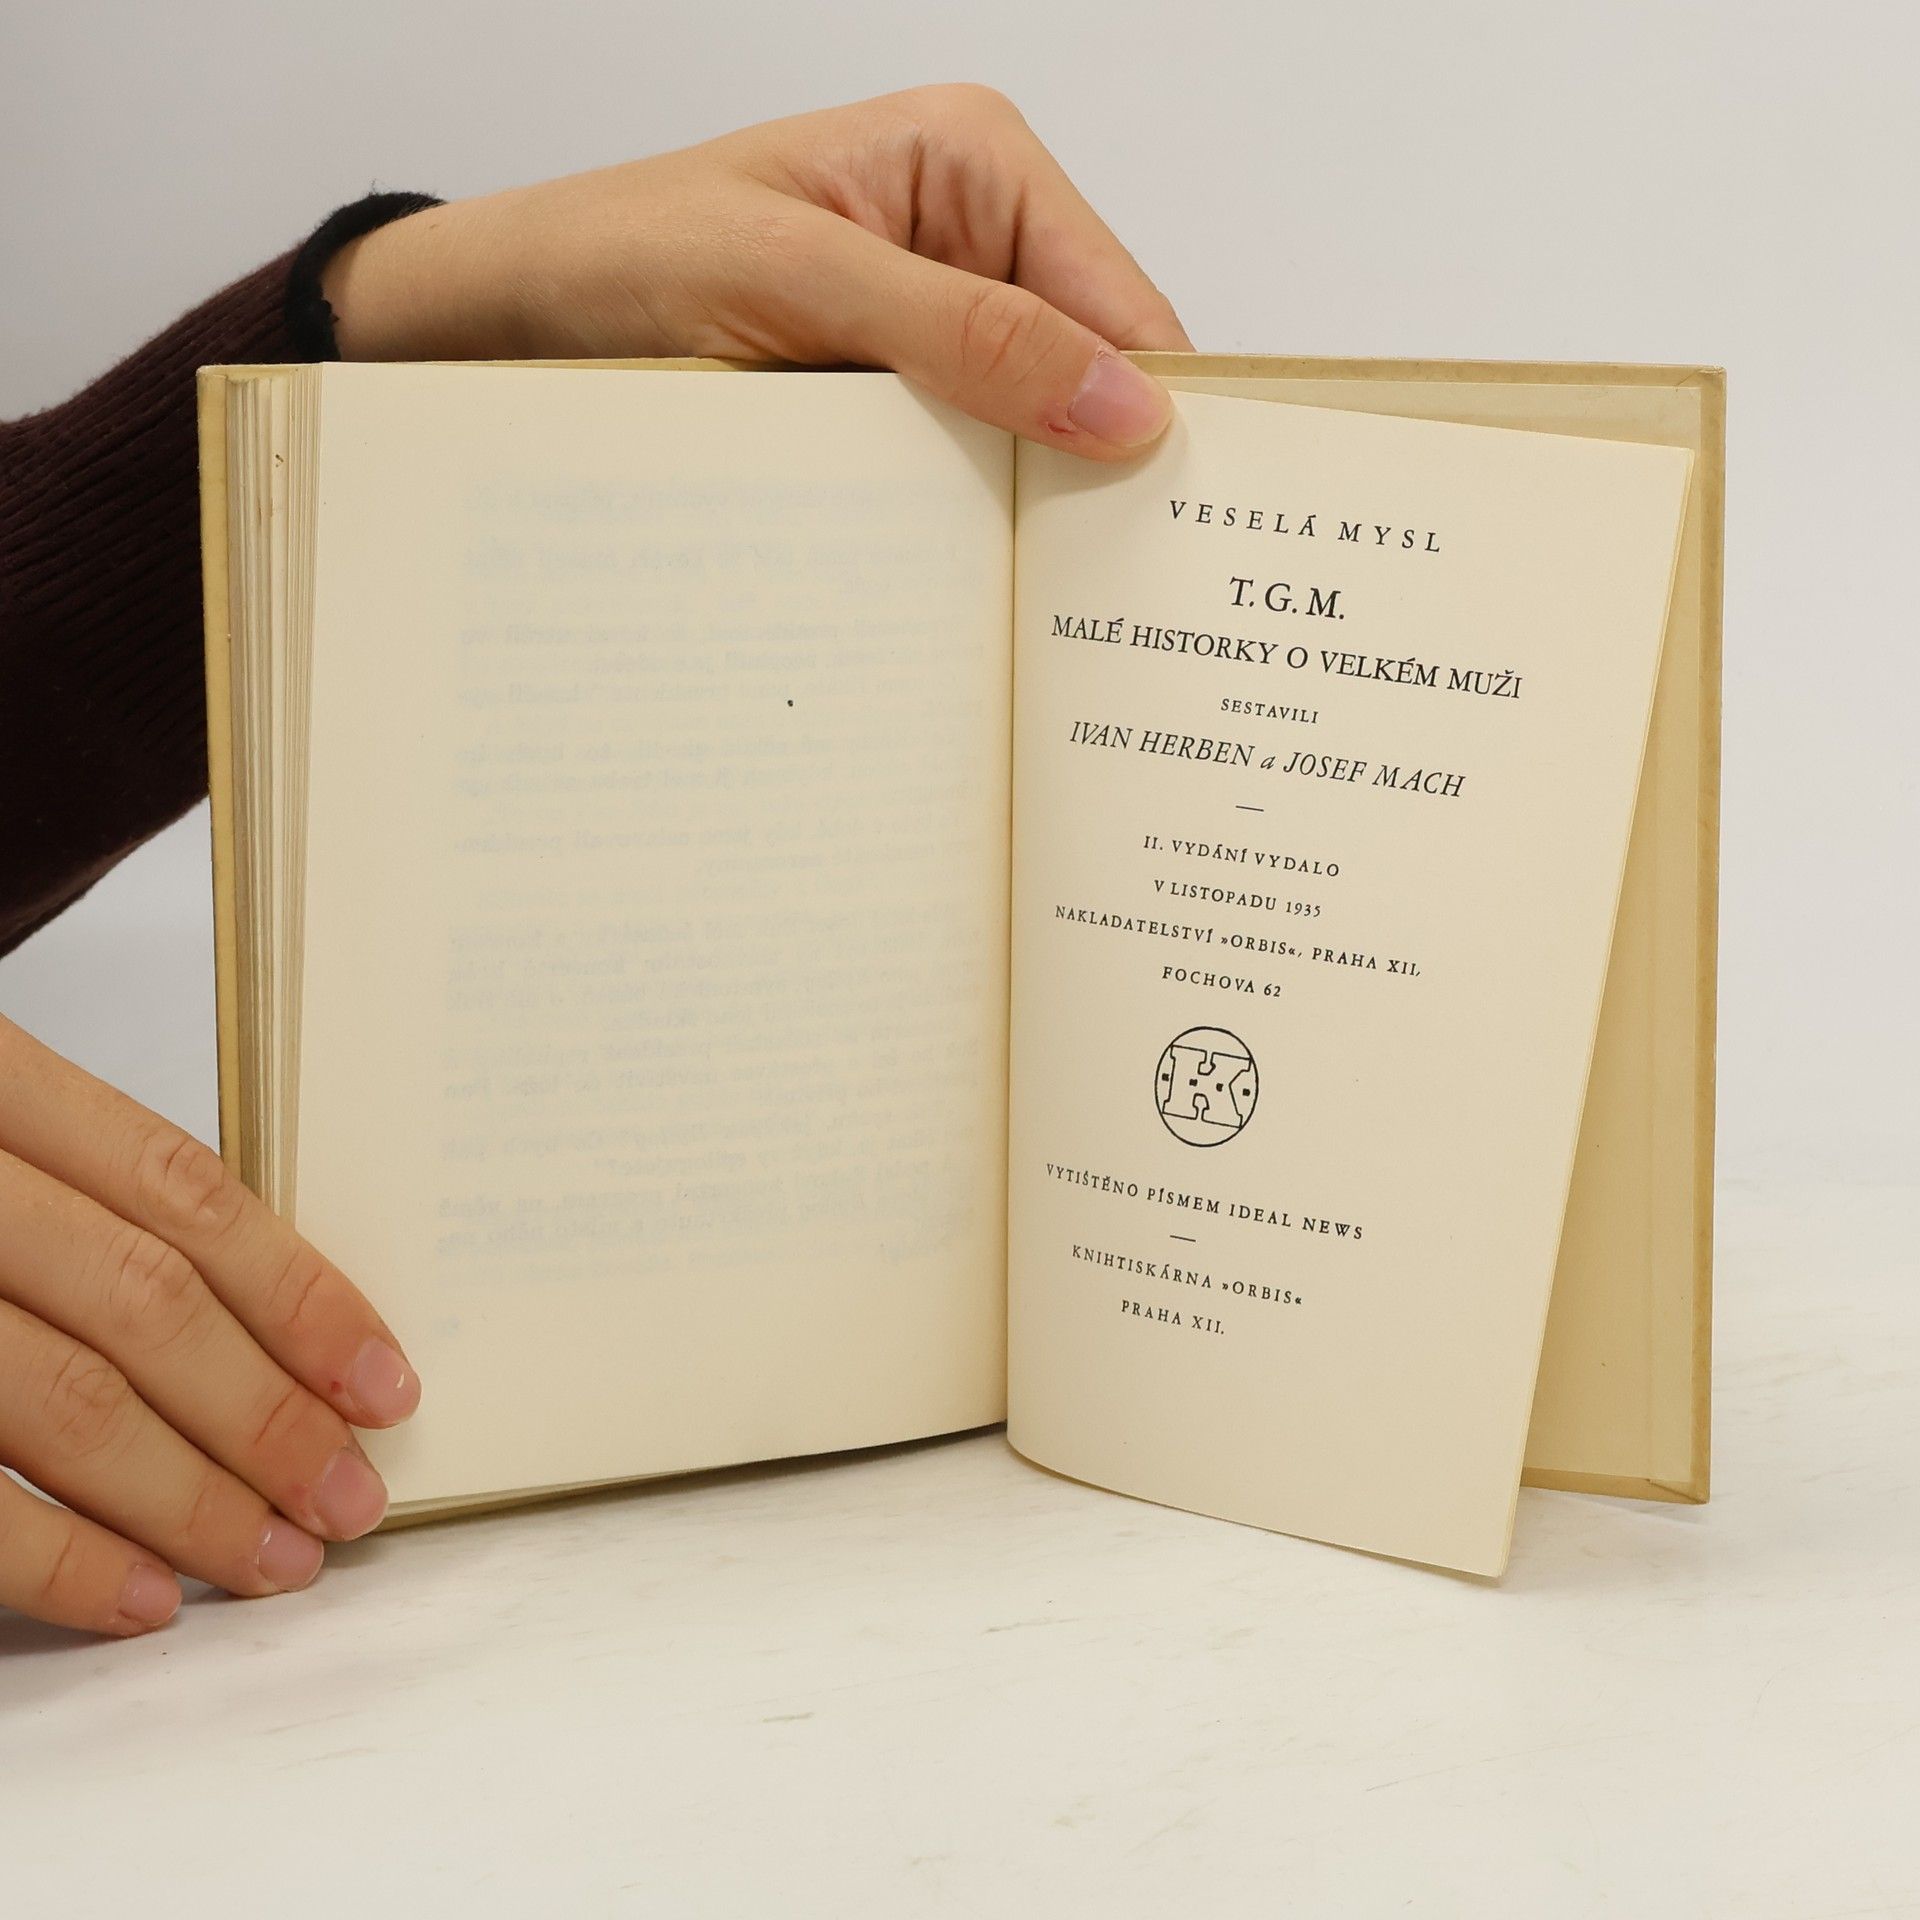 VESELÁ MYSL
T. G. M.
MALÉ HISTORKY O VELKÉM MUŽI
SESTAVILI
IVAN HERBEN a JOSEF MACH
II. VYDÁNÍ VYDALO
V LISTOPADU 1935
NAKLADATELSTVÍ »ORBIS«, PRAHA XII,
FOCHOVA 62
K
VYTIŠTĚNO PÍSMEM IDEAL NEWS
KNIHTISKÁRNA »ORBIS«
PRAHA XII.